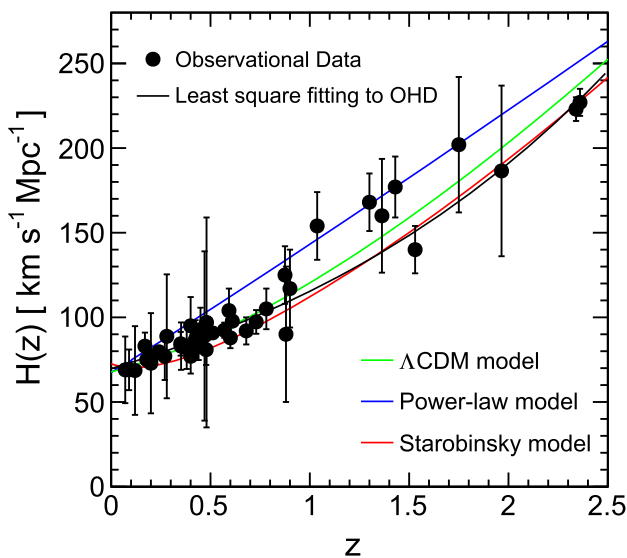 Observational Data
Least square fitting to OHD
H(z) [ km s⁻¹ Mpc⁻¹ ]
250
200
150
100
50
0
ΛCDM model
Power-law model
Starobinsky model
0 0.5 1 1.5 2 2.5
z